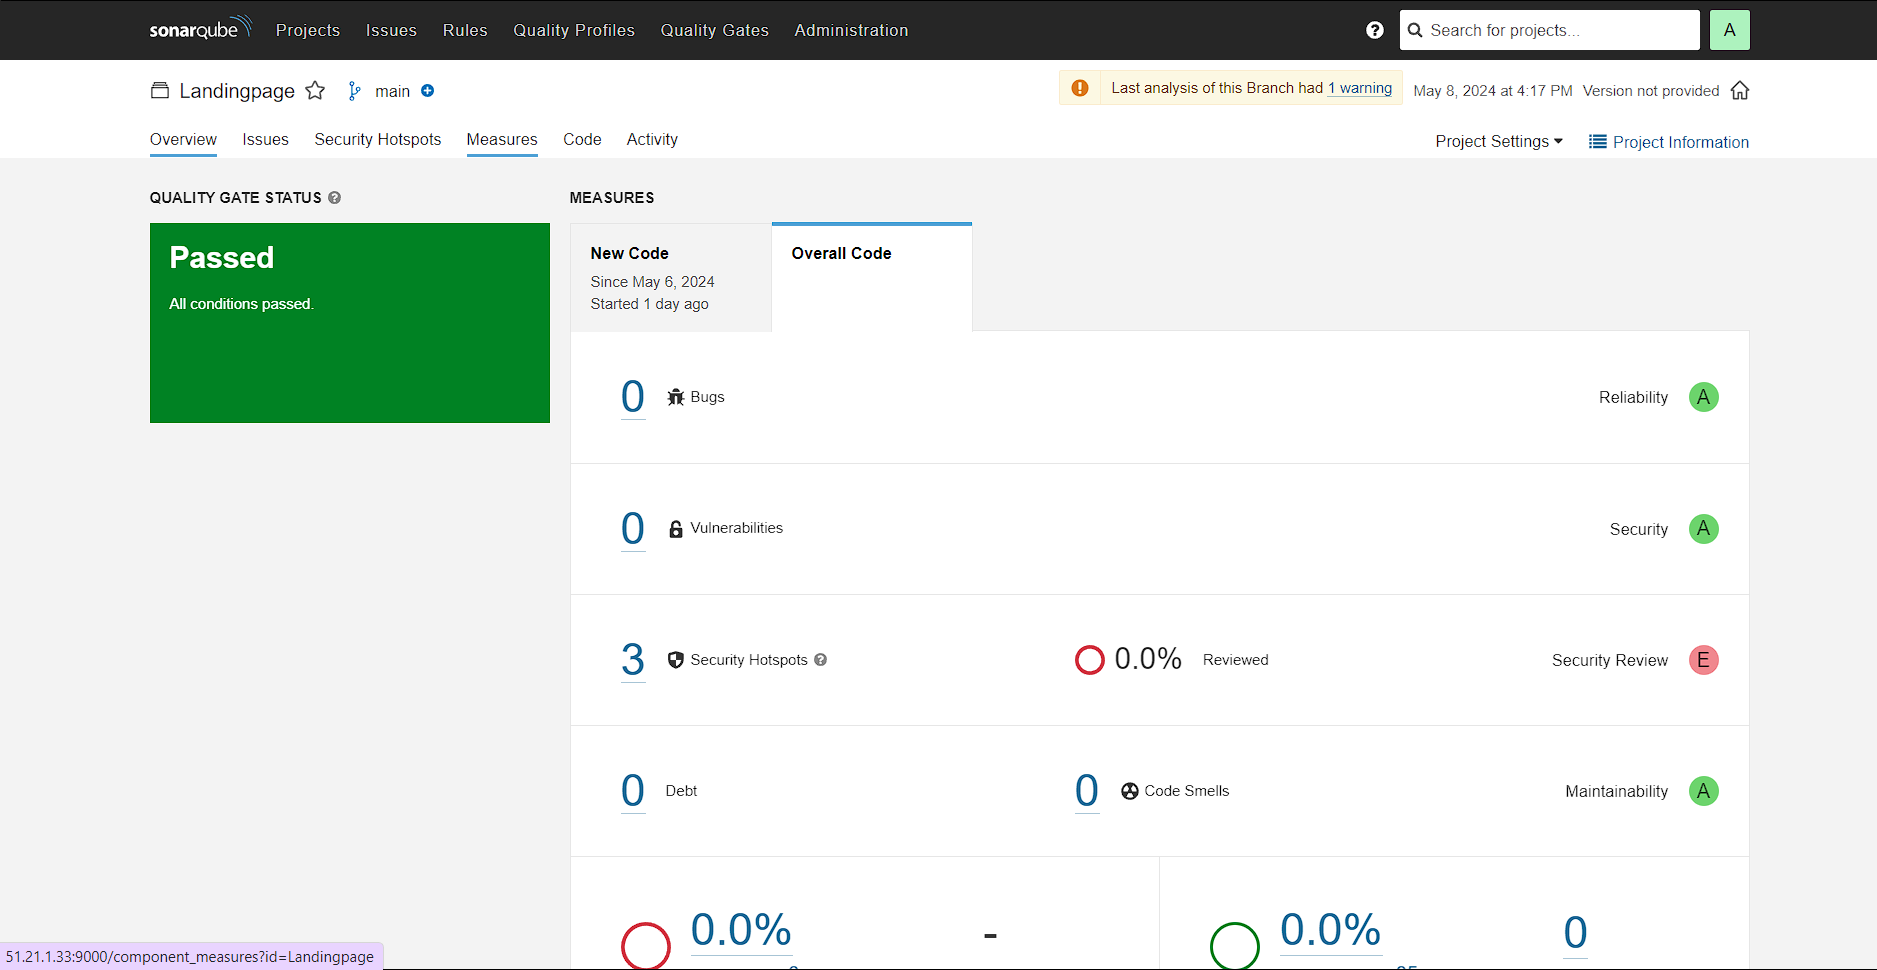 sonarqube Projects Issues Rules Quality Profiles Quality Gates Administration Search for projects... A
Landingpage main Last analysis of this Branch had 1 warning May 8, 2024 at 4:17 PM Version not provided
Overview Issues Security Hotspots Measures Code Activity Project Settings Project Information
QUALITY GATE STATUS
Passed
All conditions passed.
MEASURES
New Code
Since May 6, 2024
Started 1 day ago
Overall Code
0 Bugs Reliability A
0 Vulnerabilities Security A
3 Security Hotspots 0.0% Reviewed Security Review E
0 Debt 0 Code Smells Maintainability A
0.0% - 0.0% 0
51.21.1.33:9000/component_measures?id=Landingpage